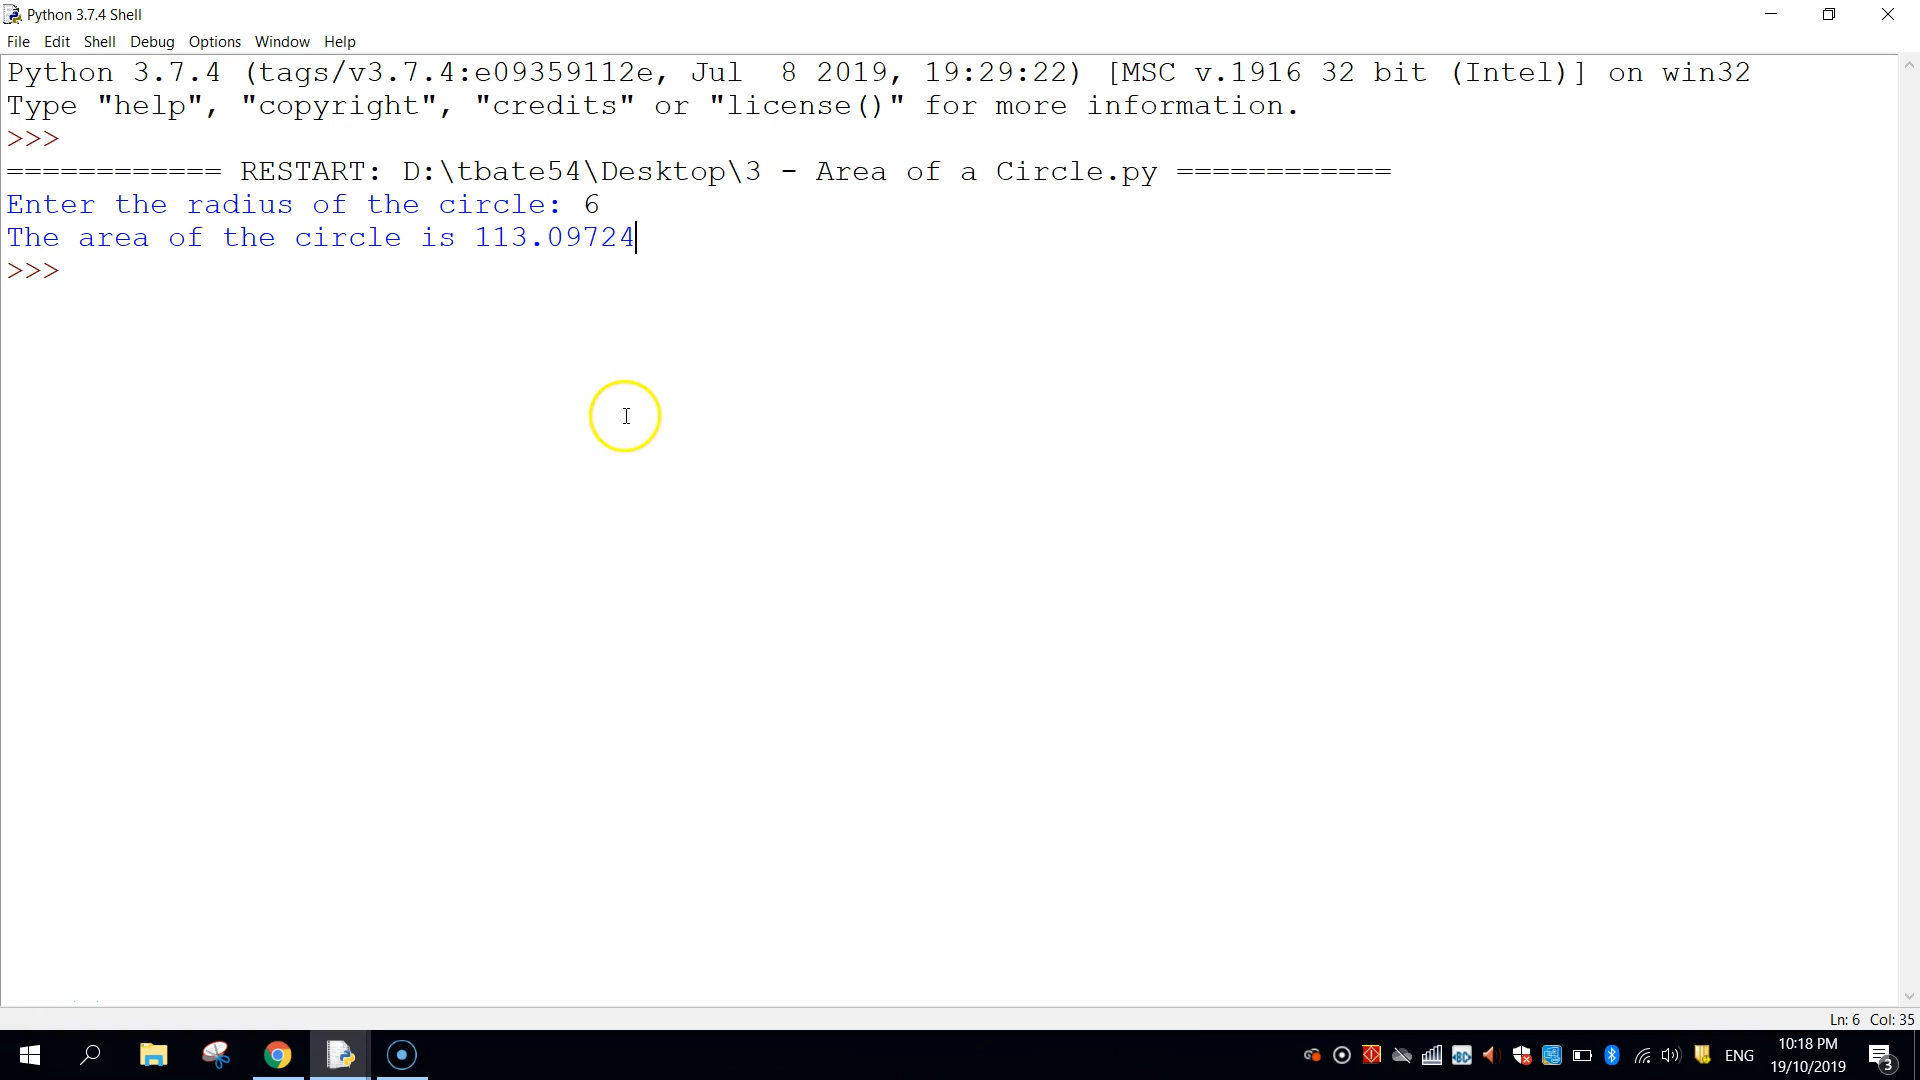 Python 3.7.4 Shell
File Edit Shell Debug Options Window Help
Python 3.7.4 (tags/v3.7.4:e09359112e, Jul  8 2019, 19:29:22) [MSC v.1916 32 bit (Intel)] on win32
Type "help", "copyright", "credits" or "license()" for more information.
>>>
============ RESTART: D:\tbate54\Desktop\3 - Area of a Circle.py ============
Enter the radius of the circle: 6
The area of the circle is 113.09724
>>>
Ln: 6 Col: 35
ENG
10:18 PM
19/10/2019
3